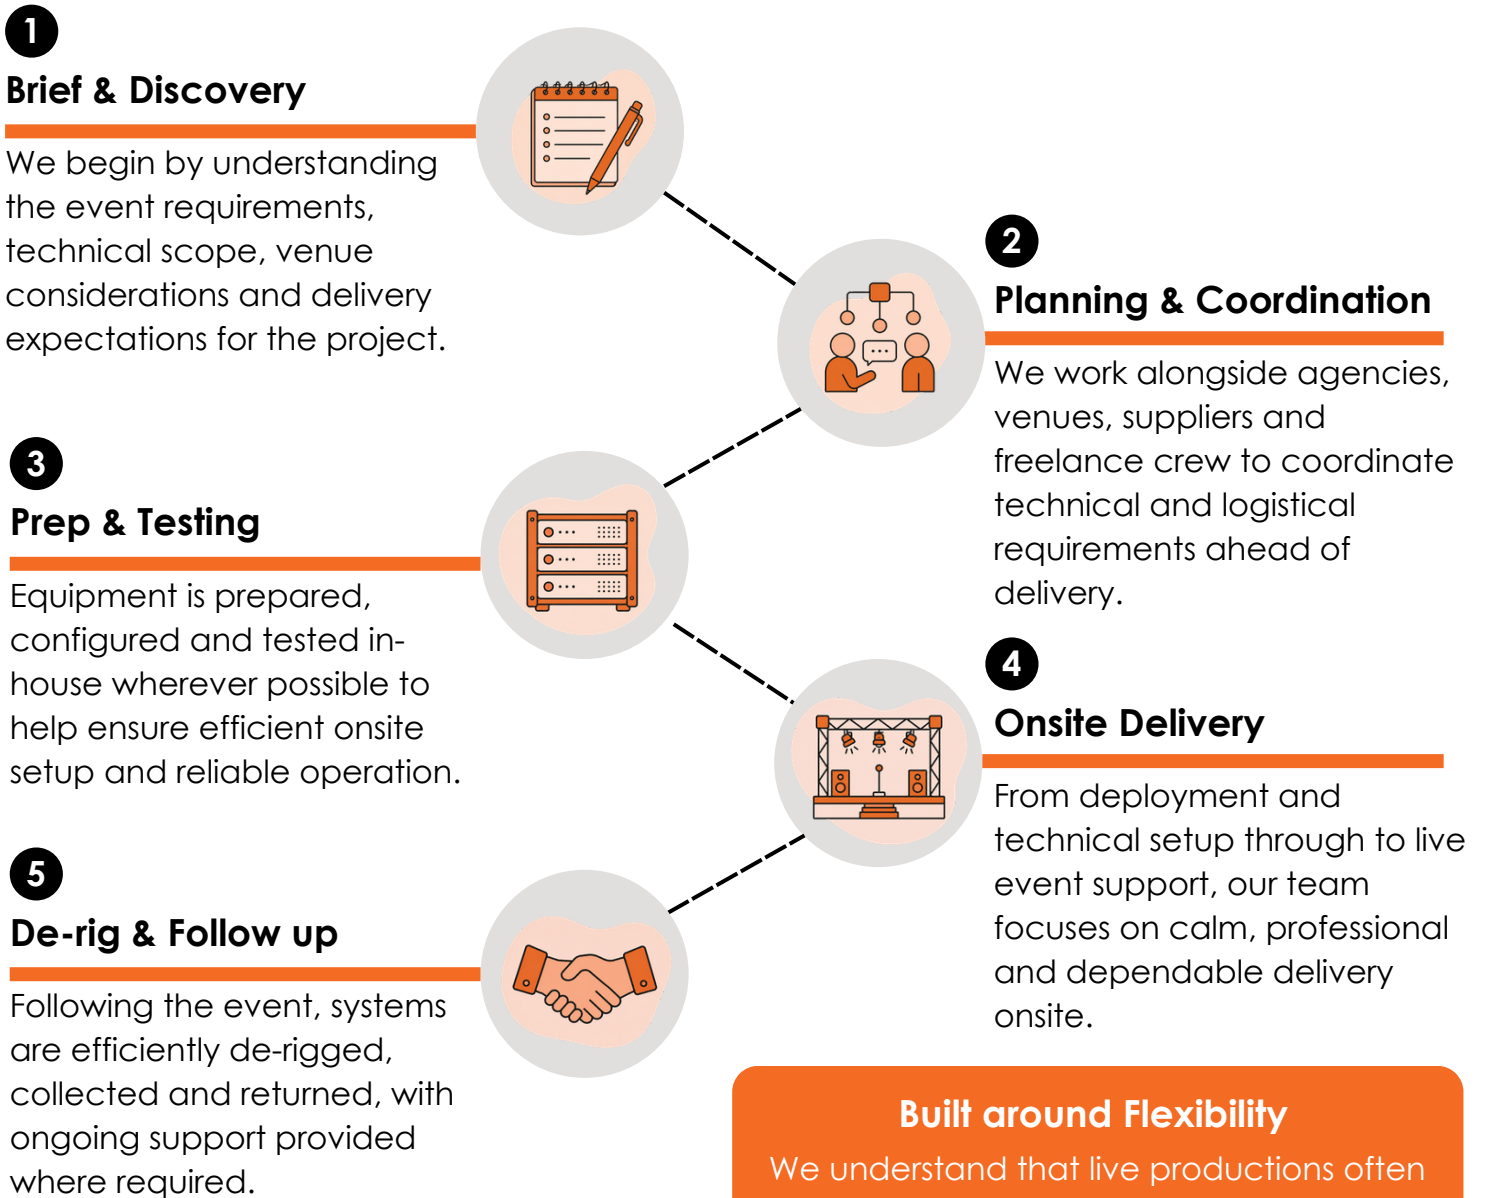 1
Brief & Discovery
We begin by understanding
the event requirements,
technical scope, venue
considerations and delivery
expectations for the project.
2
Planning & Coordination
We work alongside agencies,
venues, suppliers and
freelance crew to coordinate
technical and logistical
requirements ahead of
delivery.
3
Prep & Testing
Equipment is prepared,
configured and tested in-
house wherever possible to
help ensure efficient onsite
setup and reliable operation.
4
Onsite Delivery
From deployment and
technical setup through to live
event support, our team
focuses on calm, professional
and dependable delivery
onsite.
5
De-rig & Follow up
Following the event, systems
are efficiently de-rigged,
collected and returned, with
ongoing support provided
where required.
Built around Flexibility
We understand that live productions often